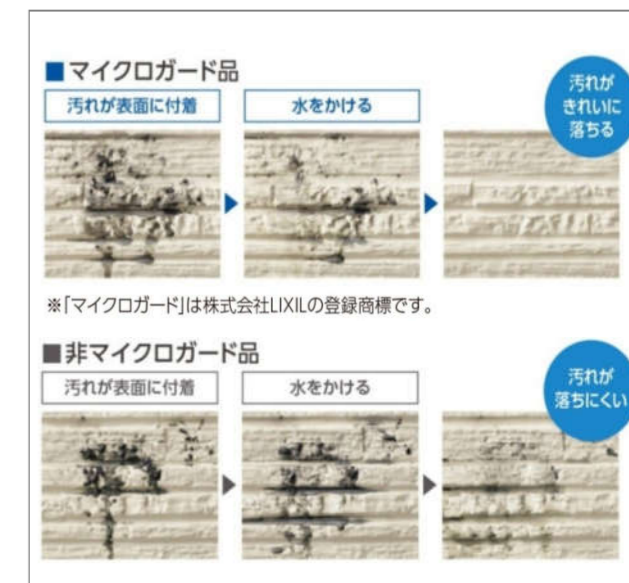 ■マイクロガード品
汚れが表面に付着
水をかける
汚れが
きれいに
落ちる
※「マイクロガード」は株式会社LIXILの登録商標です。
■非マイクロガード品
汚れが表面に付着
水をかける
汚れが
落ちにくい